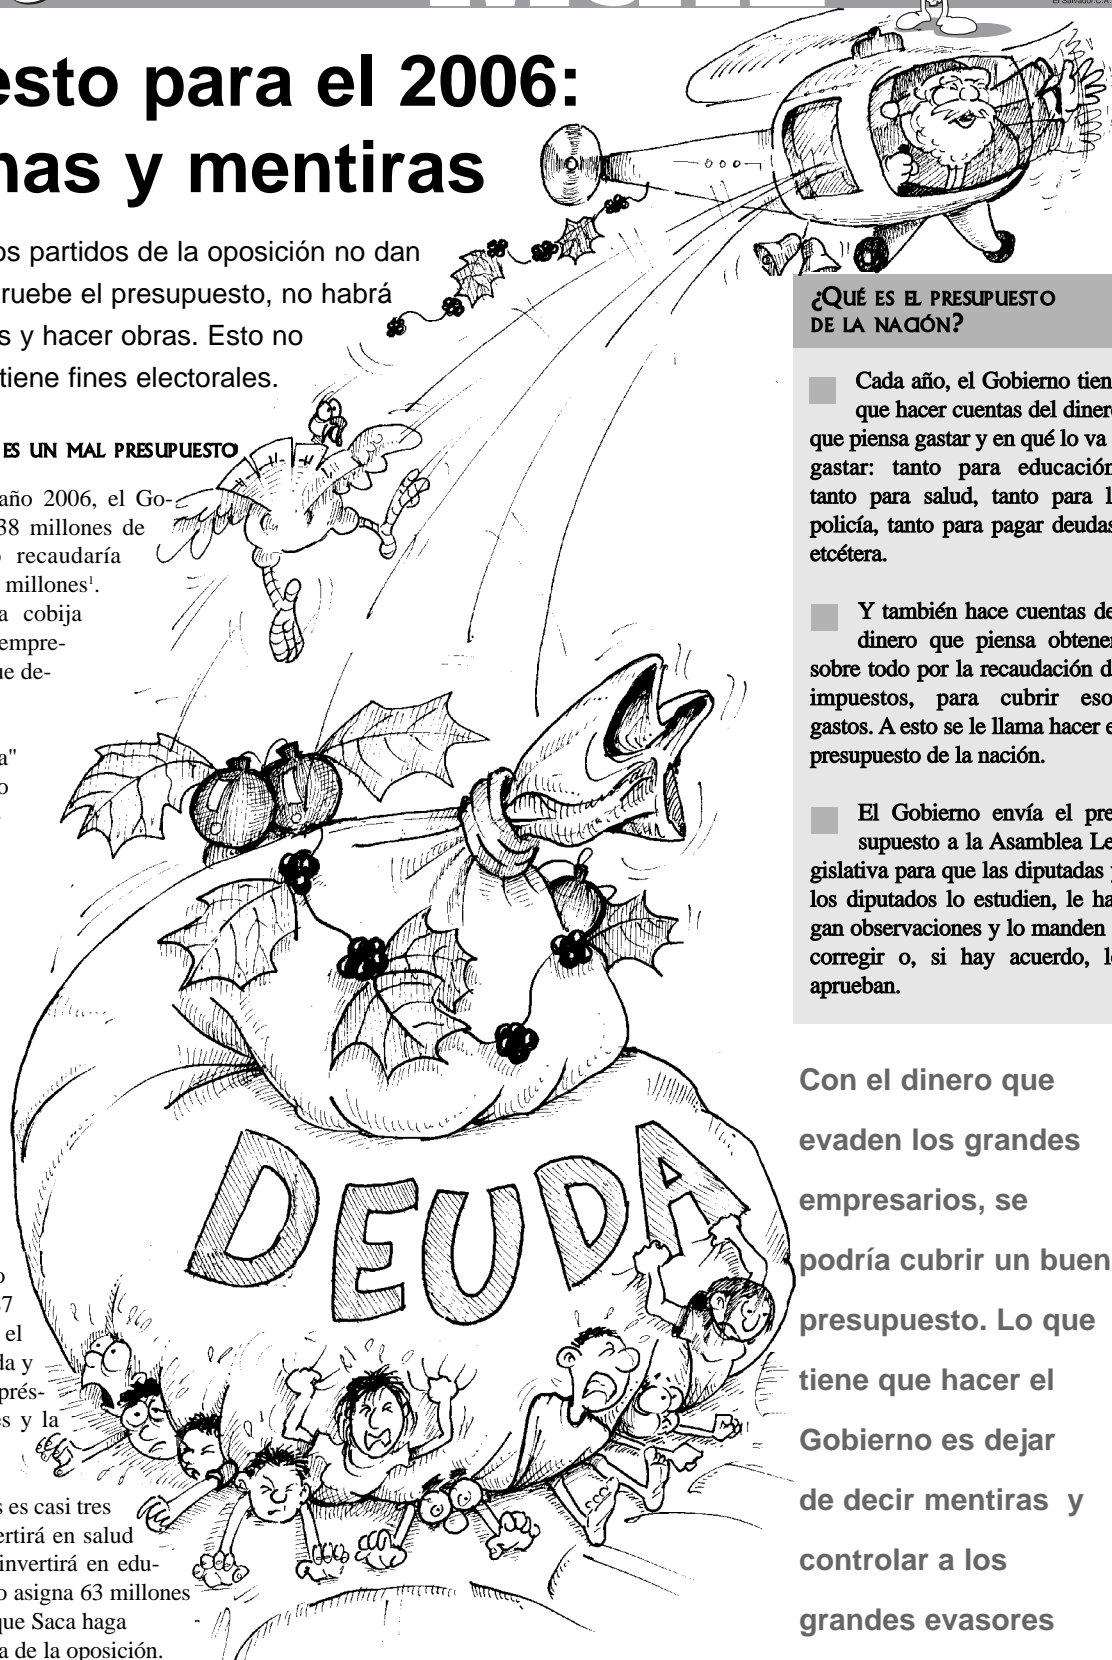 El Salvador.C.A.
esto para el 2006:
nas y mentiras
os partidos de la oposición no dan
ruebe el presupuesto, no habrá
s y hacer obras. Esto no
tiene fines electorales.
ES UN MAL PRESUPUESTO
año 2006, el Go-
38 millones de
o recaudaría
millones¹.
a cobija
empre-
ue de-
a"
o
o
7
el
da y
prés-
es y la
s es casi tres
ertirá en salud
invertirá en edu-
o asigna 63 millones
que Saca haga
a de la oposición.
DEUDA
¿QUÉ ES EL PRESUPUESTO
DE LA NACIÓN?
Cada año, el Gobierno tien
que hacer cuentas del diner
que piensa gastar y en qué lo va
gastar: tanto para educación
tanto para salud, tanto para l
policía, tanto para pagar deudas
etcétera.
Y también hace cuentas de
dinero que piensa obtene
sobre todo por la recaudación d
impuestos, para cubrir eso
gastos. A esto se le llama hacer e
presupuesto de la nación.
El Gobierno envía el pre
supuesto a la Asamblea Le
gislativa para que las diputadas y
los diputados lo estudien, le ha
gan observaciones y lo manden
corregir o, si hay acuerdo, l
aprueban.
Con el dinero que
evaden los grandes
empresarios, se
podría cubrir un buen
presupuesto. Lo que
tiene que hacer el
Gobierno es dejar
de decir mentiras y
controlar a los
grandes evasores